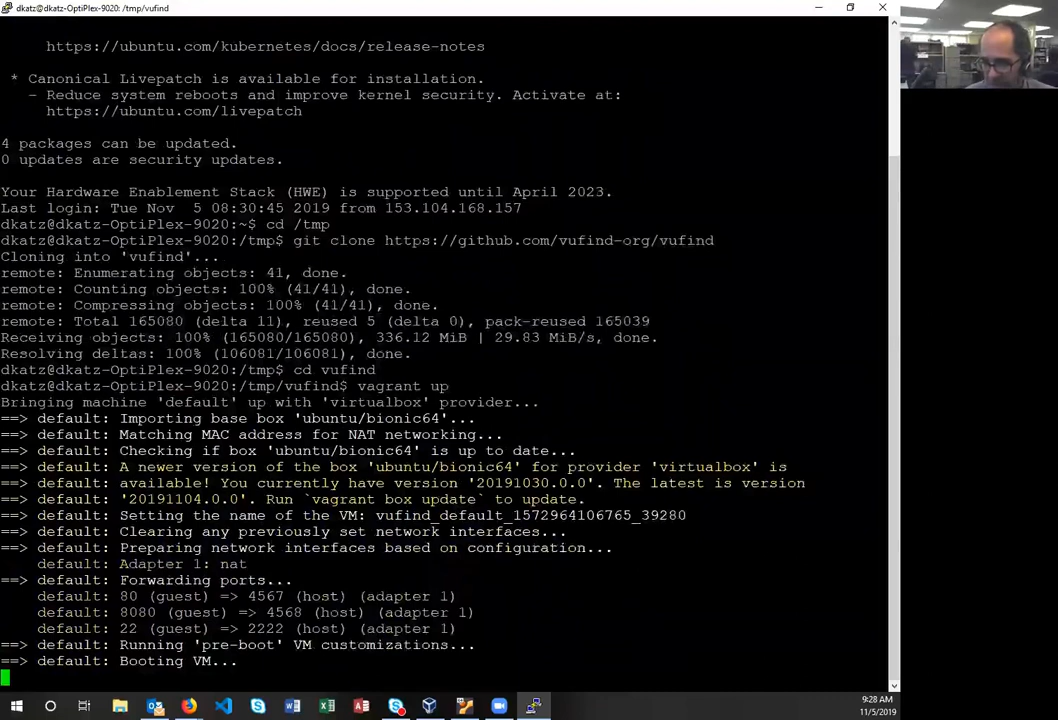 dkatz@dkatz-OptiPlex-9020: /tmp/vufind
https://ubuntu.com/kubernetes/docs/release-notes
* Canonical Livepatch is available for installation.
- Reduce system reboots and improve kernel security. Activate at:
https://ubuntu.com/livepatch
4 packages can be updated.
0 updates are security updates.
Your Hardware Enablement Stack (HWE) is supported until April 2023.
Last login: Tue Nov  5 08:30:45 2019 from 153.104.168.157
dkatz@dkatz-OptiPlex-9020:~$ cd /tmp
dkatz@dkatz-OptiPlex-9020:/tmp$ git clone https://github.com/vufind-org/vufind
Cloning into 'vufind'...
remote: Enumerating objects: 41, done.
remote: Counting objects: 100% (41/41), done.
remote: Compressing objects: 100% (41/41), done.
remote: Total 165080 (delta 11), reused 5 (delta 0), pack-reused 165039
Receiving objects: 100% (165080/165080), 336.12 MiB | 29.83 MiB/s, done.
Resolving deltas: 100% (106081/106081), done.
dkatz@dkatz-OptiPlex-9020:/tmp$ cd vufind
dkatz@dkatz-OptiPlex-9020:/tmp/vufind$ vagrant up
Bringing machine 'default' up with 'virtualbox' provider...
==> default: Importing base box 'ubuntu/bionic64'...
==> default: Matching MAC address for NAT networking...
==> default: Checking if box 'ubuntu/bionic64' is up to date...
==> default: A newer version of the box 'ubuntu/bionic64' for provider 'virtualbox' is
==> default: available! You currently have version '20191030.0.0'. The latest is version
==> default: '20191104.0.0'. Run `vagrant box update` to update.
==> default: Setting the name of the VM: vufind_default_1572964106765_39280
==> default: Clearing any previously set network interfaces...
==> default: Preparing network interfaces based on configuration...
default: Adapter 1: nat
==> default: Forwarding ports...
default: 80 (guest) => 4567 (host) (adapter 1)
default: 8080 (guest) => 4568 (host) (adapter 1)
default: 22 (guest) => 2222 (host) (adapter 1)
==> default: Running 'pre-boot' VM customizations...
==> default: Booting VM...
9:28 AM
11/5/2019